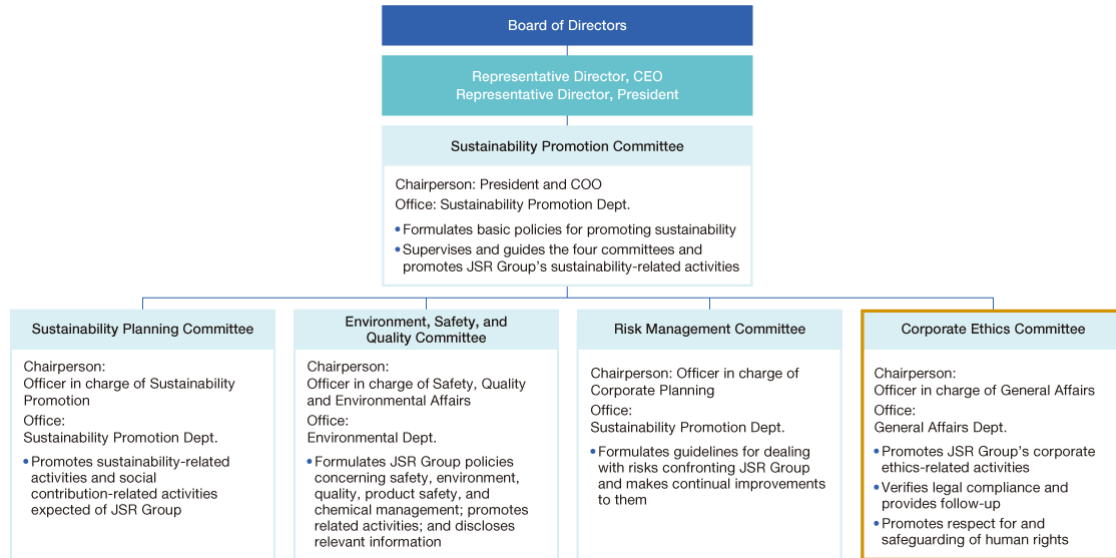 Board of Directors
Representative Director, CEO
Representative Director, President
Sustainability Promotion Committee
Chairperson: President and COO
Office: Sustainability Promotion Dept.
• Formulates basic policies for promoting sustainability
• Supervises and guides the four committees and
promotes JSR Group's sustainability-related activities
Sustainability Planning Committee
Chairperson:
Officer in charge of Sustainability
Promotion
Office:
Sustainability Promotion Dept.
• Promotes sustainability-related
activities and social
contribution-related activities
expected of JSR Group
Environment, Safety, and
Quality Committee
Chairperson:
Officer in charge of Safety, Quality
and Environmental Affairs
Office:
Environmental Dept.
• Formulates JSR Group policies
concerning safety, environment,
quality, product safety, and
chemical management; promotes
related activities; and discloses
relevant information
Risk Management Committee
Chairperson: Officer in charge of
Corporate Planning
Office:
Sustainability Promotion Dept.
• Formulates guidelines for dealing
with risks confronting JSR Group
and makes continual improvements
to them
Corporate Ethics Committee
Chairperson:
Officer in charge of General Affairs
Office:
General Affairs Dept.
• Promotes JSR Group's corporate
ethics-related activities
• Verifies legal compliance and
provides follow-up
• Promotes respect for and
safeguarding of human rights